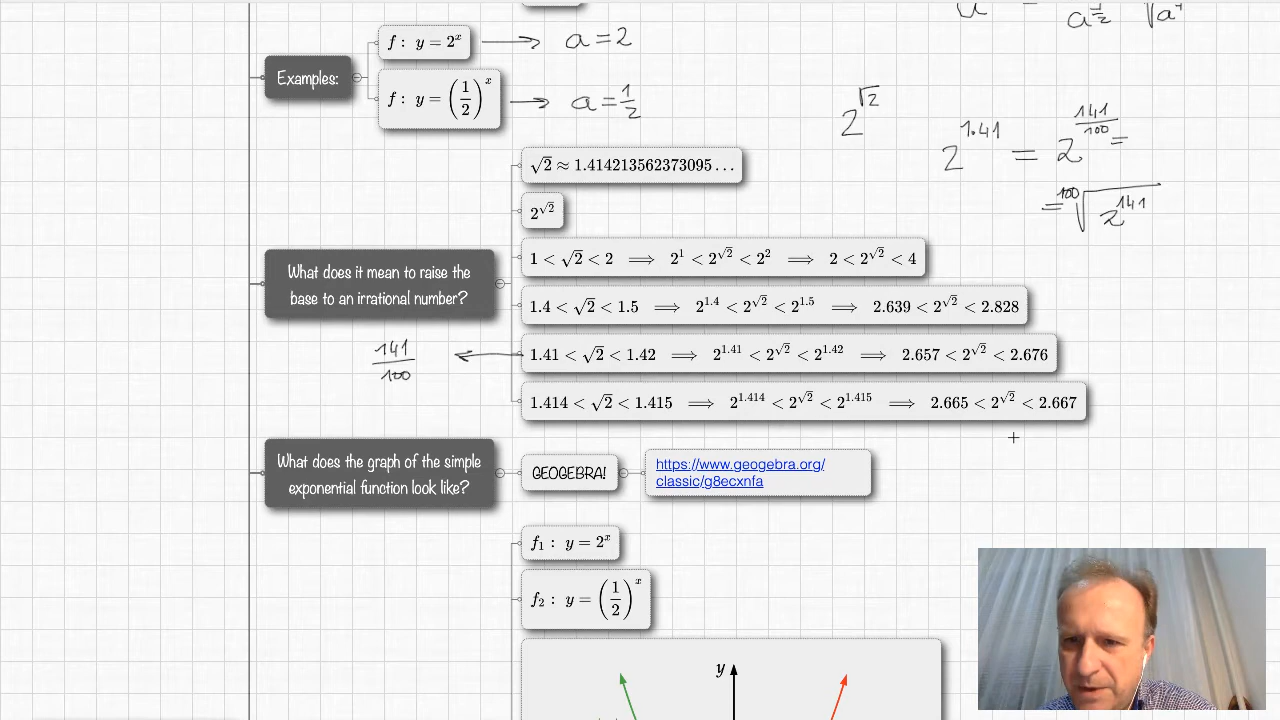 a^{1/2} √a
Examples:
f : y = 2^x
a = 2
f : y = (1/2)^x
a = 1/2
2^{√2}
2^{1.41} = 2^{141/100} =
= ^{100}√(2^{141})
√2 ≈ 1.414213562373095 …
2^{√2}
What does it mean to raise the
base to an irrational number?
1 < √2 < 2 ⟹ 2^1 < 2^{√2} < 2^2 ⟹ 2 < 2^{√2} < 4
1.4 < √2 < 1.5 ⟹ 2^{1.4} < 2^{√2} < 2^{1.5} ⟹ 2.639 < 2^{√2} < 2.828
141/100
1.41 < √2 < 1.42 ⟹ 2^{1.41} < 2^{√2} < 2^{1.42} ⟹ 2.657 < 2^{√2} < 2.676
1.414 < √2 < 1.415 ⟹ 2^{1.414} < 2^{√2} < 2^{1.415} ⟹ 2.665 < 2^{√2} < 2.667
What does the graph of the simple
exponential function look like?
GEOGEBRA!
https://www.geogebra.org/
classic/g8ecxnfa
f₁ : y = 2^x
f₂ : y = (1/2)^x
y